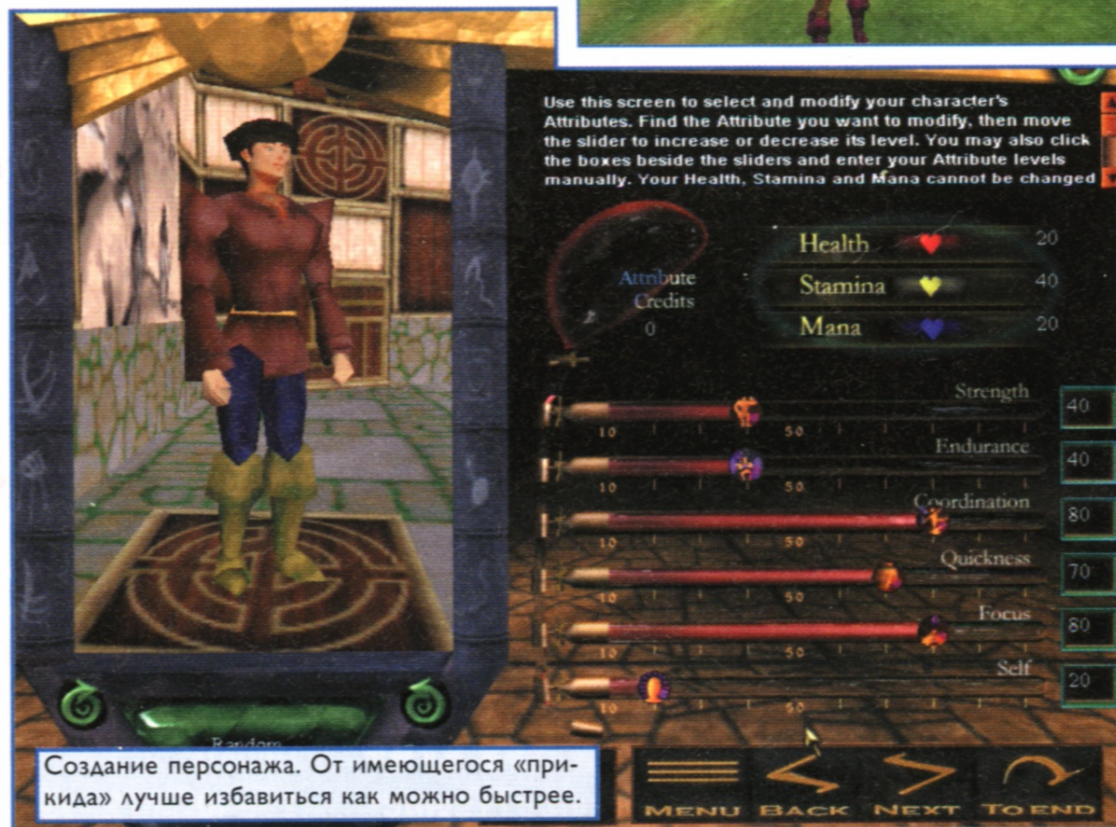 Use this screen to select and modify your character's
Attributes. Find the Attribute you want to modify, then move
the slider to increase or decrease its level. You may also click
the boxes beside the sliders and enter your Attribute levels
manually. Your Health, Stamina and Mana cannot be changed
Attribute
Credits
0
Health 20
Stamina 40
Mana 20
Strength
40
10 50
Endurance
40
10 50
Coordination
80
10 50
Quickness
70
10 50
Focus
80
10 50
Self
20
10 50
Random
Создание персонажа. От имеющегося «при-
кида» лучше избавиться как можно быстрее.
MENU BACK NEXT TO END